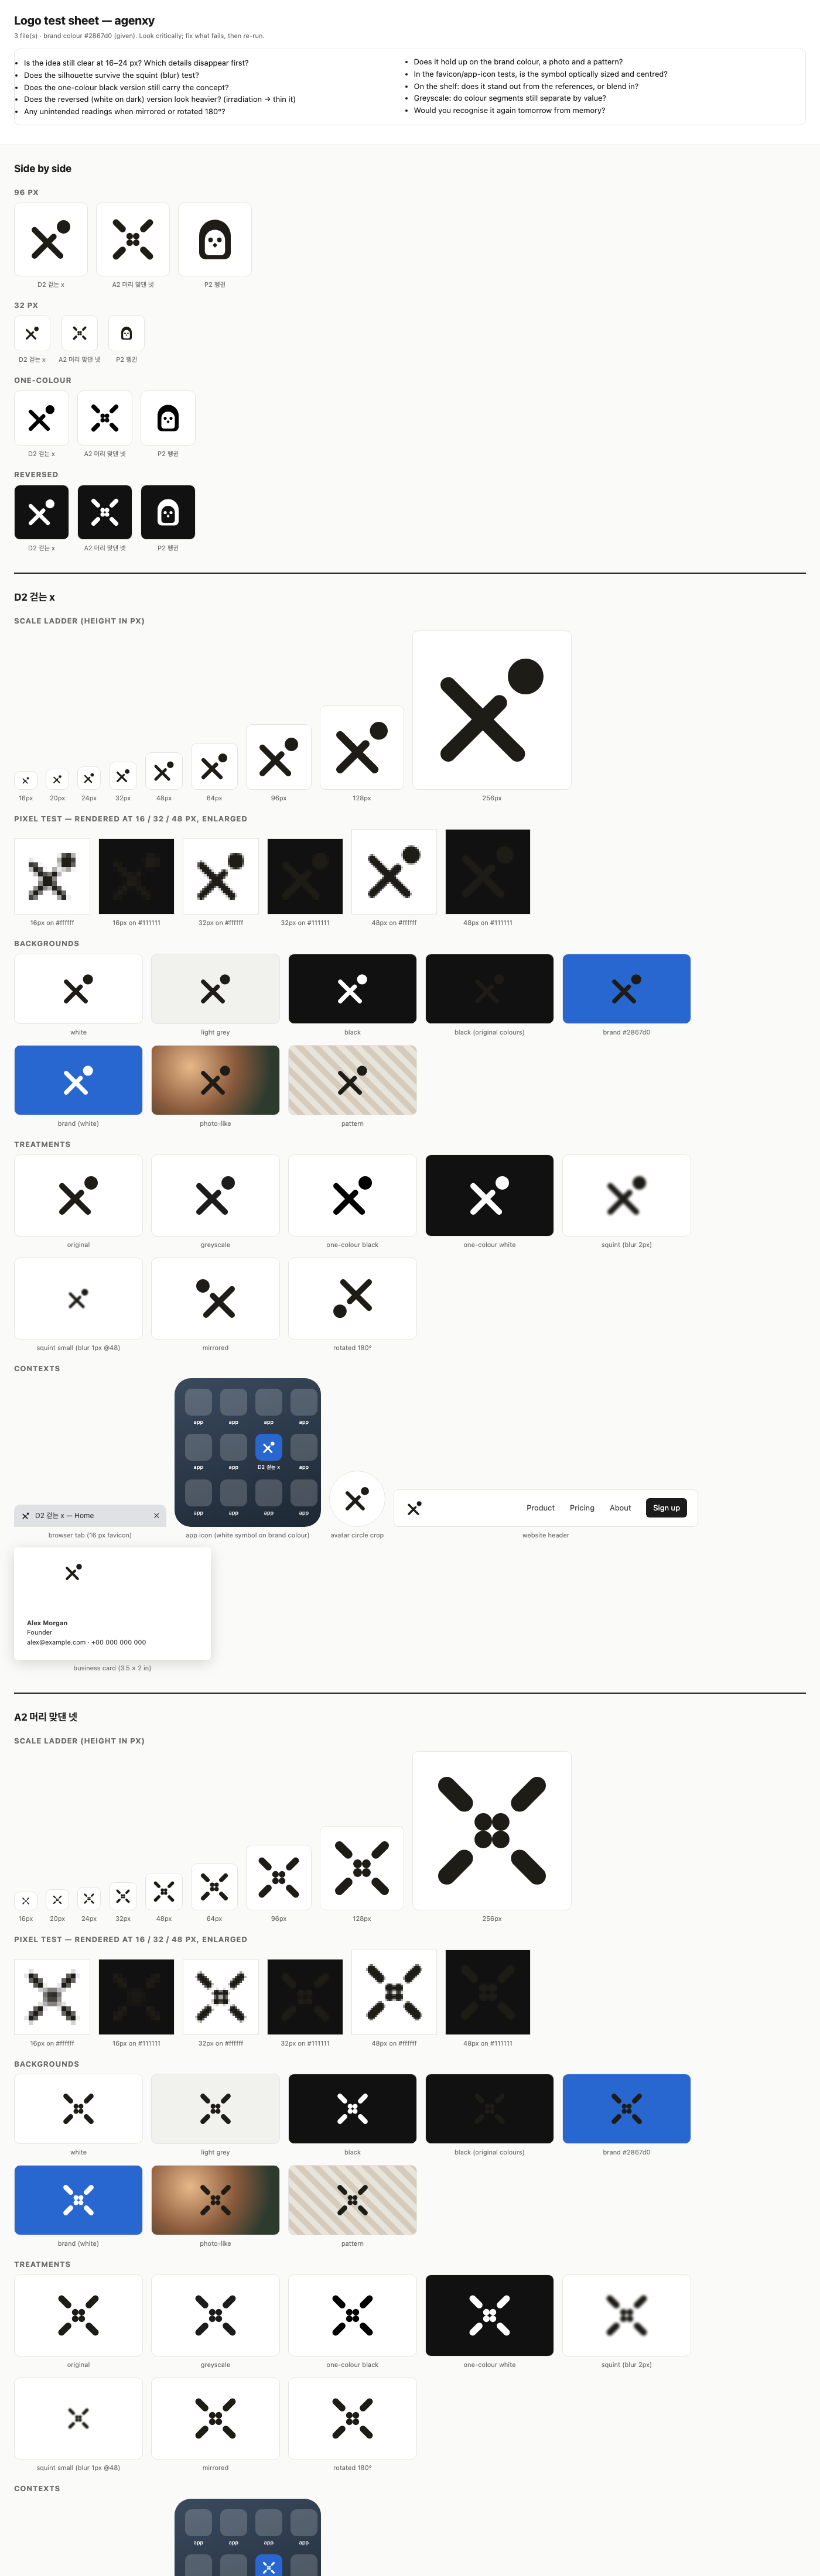 Logo test sheet — agenxy
3 file(s) · brand colour #2867d0 (given). Look critically; fix what fails, then re-run.
Is the idea still clear at 16–24 px? Which details disappear first?
Does the silhouette survive the squint (blur) test?
Does the one-colour black version still carry the concept?
Does the reversed (white on dark) version look heavier? (irradiation → thin it)
Any unintended readings when mirrored or rotated 180°?
Does it hold up on the brand colour, a photo and a pattern?
In the favicon/app-icon tests, is the symbol optically sized and centred?
On the shelf: does it stand out from the references, or blend in?
Greyscale: do colour segments still separate by value?
Would you recognise it again tomorrow from memory?
Side by side
96 PX
D2 걷는 x A2 머리 맞댄 넷 P2 펭귄
32 PX
D2 걷는 x A2 머리 맞댄 넷 P2 펭귄
ONE-COLOUR
D2 걷는 x A2 머리 맞댄 넷 P2 펭귄
REVERSED
D2 걷는 x A2 머리 맞댄 넷 P2 펭귄
D2 걷는 x
SCALE LADDER (HEIGHT IN PX)
16px 20px 24px 32px 48px 64px 96px 128px 256px
PIXEL TEST — RENDERED AT 16 / 32 / 48 PX, ENLARGED
16px on #ffffff 16px on #111111 32px on #ffffff 32px on #111111 48px on #ffffff 48px on #111111
BACKGROUNDS
white light grey black black (original colours) brand #2867d0
brand (white) photo-like pattern
TREATMENTS
original greyscale one-colour black one-colour white squint (blur 2px)
squint small (blur 1px @48) mirrored rotated 180°
CONTEXTS
app app app app
app app D2 걷는 x app
app app app app
D2 걷는 x — Home ✕
Product Pricing About Sign up
browser tab (16 px favicon) app icon (white symbol on brand colour) avatar circle crop website header
Alex Morgan
Founder
alex@example.com · +00 000 000 000
business card (3.5 × 2 in)
A2 머리 맞댄 넷
SCALE LADDER (HEIGHT IN PX)
16px 20px 24px 32px 48px 64px 96px 128px 256px
PIXEL TEST — RENDERED AT 16 / 32 / 48 PX, ENLARGED
16px on #ffffff 16px on #111111 32px on #ffffff 32px on #111111 48px on #ffffff 48px on #111111
BACKGROUNDS
white light grey black black (original colours) brand #2867d0
brand (white) photo-like pattern
TREATMENTS
original greyscale one-colour black one-colour white squint (blur 2px)
squint small (blur 1px @48) mirrored rotated 180°
CONTEXTS
app app app app